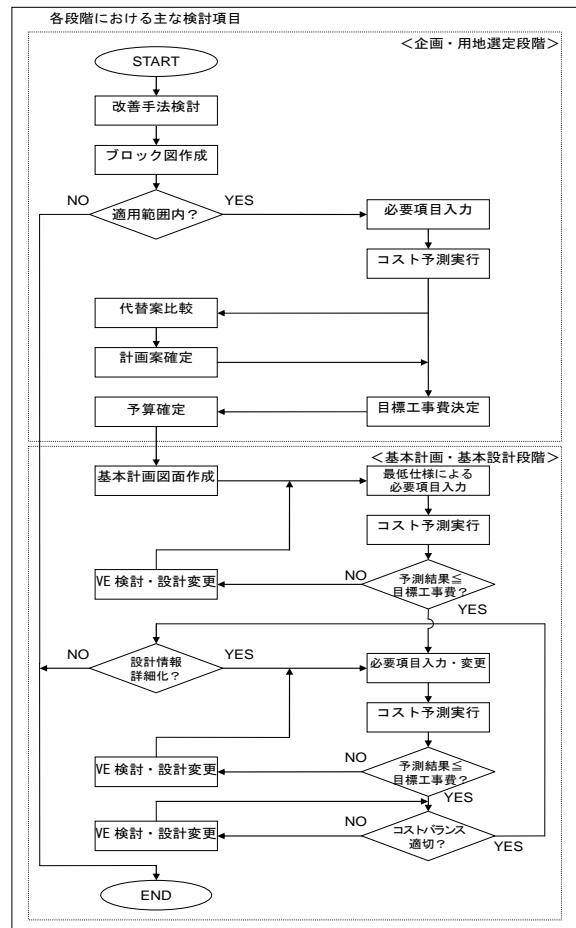 各段階における主な検討項目
＜企画・用地選定段階＞
START
改善手法検討
ブロック図作成
NO
YES
適用範囲内？
必要項目入力
コスト予測実行
代替案比較
計画案確定
予算確定
目標工事費決定
＜基本計画・基本設計段階＞
基本計画図面作成
最低仕様による
必要項目入力
コスト予測実行
VE 検討・設計変更
NO
予測結果≦
目標工事費？
YES
NO
設計情報
詳細化？
YES
必要項目入力・変更
コスト予測実行
VE 検討・設計変更
NO
予測結果≦
目標工事費？
YES
VE 検討・設計変更
NO
コストバランス
適切？
YES
END